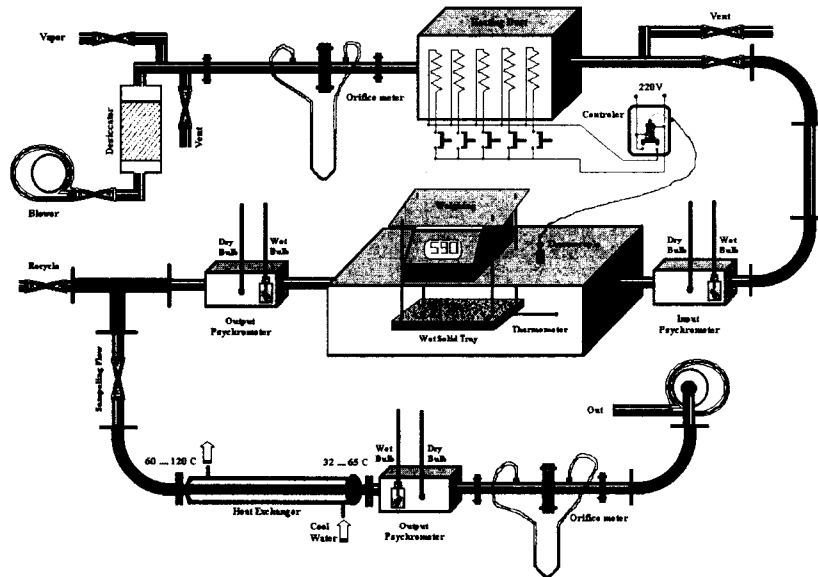 Vapor
Vent
Orifice meter
Desiccator
Vent
Blower
Heating Duct
220V
Controler
Dry
Bulb
Wet
Bulb
590
Recycle
Output
Psychrometer
Wet Solid Tray
Thermometer
Dry
Bulb
Wet
Bulb
Input
Psychrometer
Sampling Flow
Out
60 .... 120 C
32 .... 65 C
Wet
Bulb
Dry
Bulb
Heat Exchanger
Cool
Water
Output
Psychrometer
Orifice meter